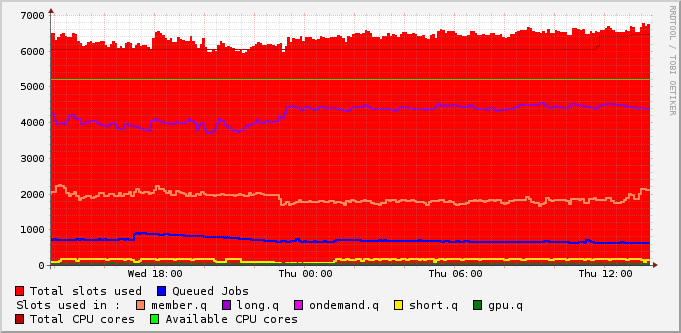 7000
6000
5000
4000
3000
2000
1000
0
Wed 18:00 Thu 00:00 Thu 06:00 Thu 12:00
Total slots used Queued Jobs
Slots used in : member.q long.q ondemand.q short.q gpu.q
Total CPU cores Available CPU cores
RRDTOOL / TOBI OETIKER